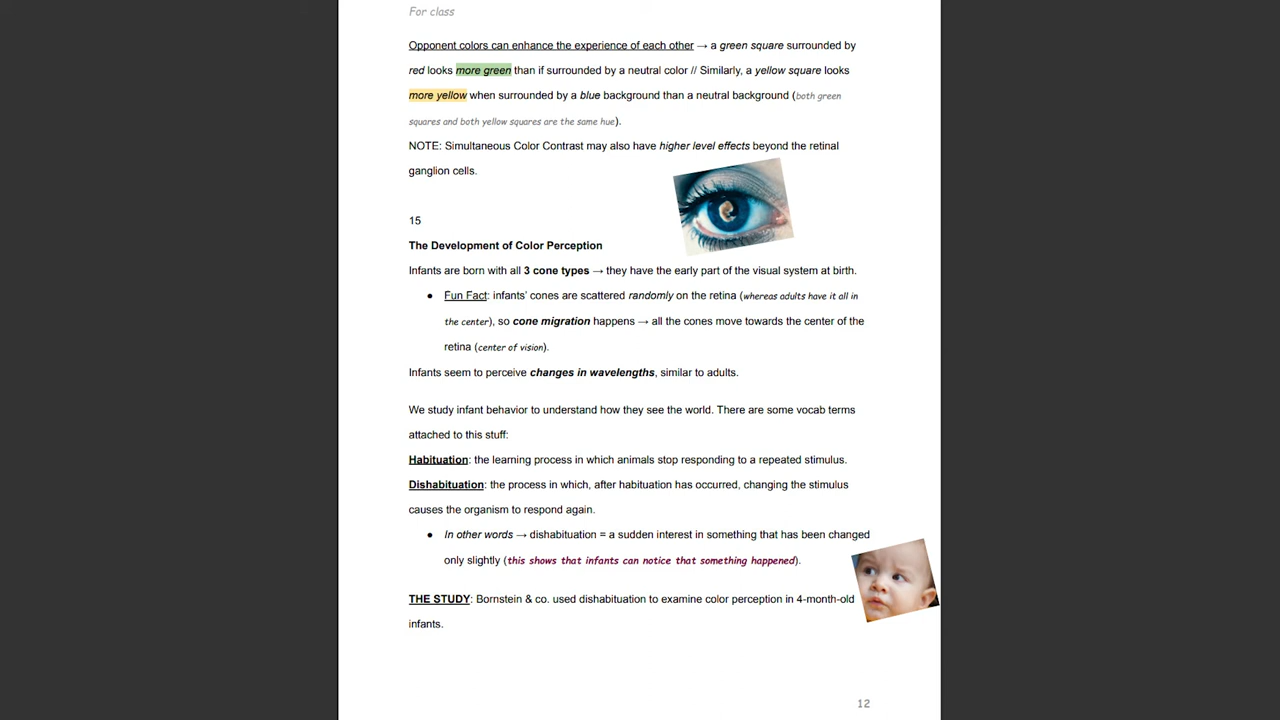 For class
Opponent colors can enhance the experience of each other → a green square surrounded by
red looks more green than if surrounded by a neutral color // Similarly, a yellow square looks
more yellow when surrounded by a blue background than a neutral background (both green
squares and both yellow squares are the same hue).
NOTE: Simultaneous Color Contrast may also have higher level effects beyond the retinal
ganglion cells.
15
The Development of Color Perception
Infants are born with all 3 cone types → they have the early part of the visual system at birth.
● Fun Fact: infants' cones are scattered randomly on the retina (whereas adults have it all in
the center), so cone migration happens → all the cones move towards the center of the
retina (center of vision).
Infants seem to perceive changes in wavelengths, similar to adults.
We study infant behavior to understand how they see the world. There are some vocab terms
attached to this stuff:
Habituation: the learning process in which animals stop responding to a repeated stimulus.
Dishabituation: the process in which, after habituation has occurred, changing the stimulus
causes the organism to respond again.
● In other words → dishabituation = a sudden interest in something that has been changed
only slightly (this shows that infants can notice that something happened).
THE STUDY: Bornstein & co. used dishabituation to examine color perception in 4-month-old
infants.
12